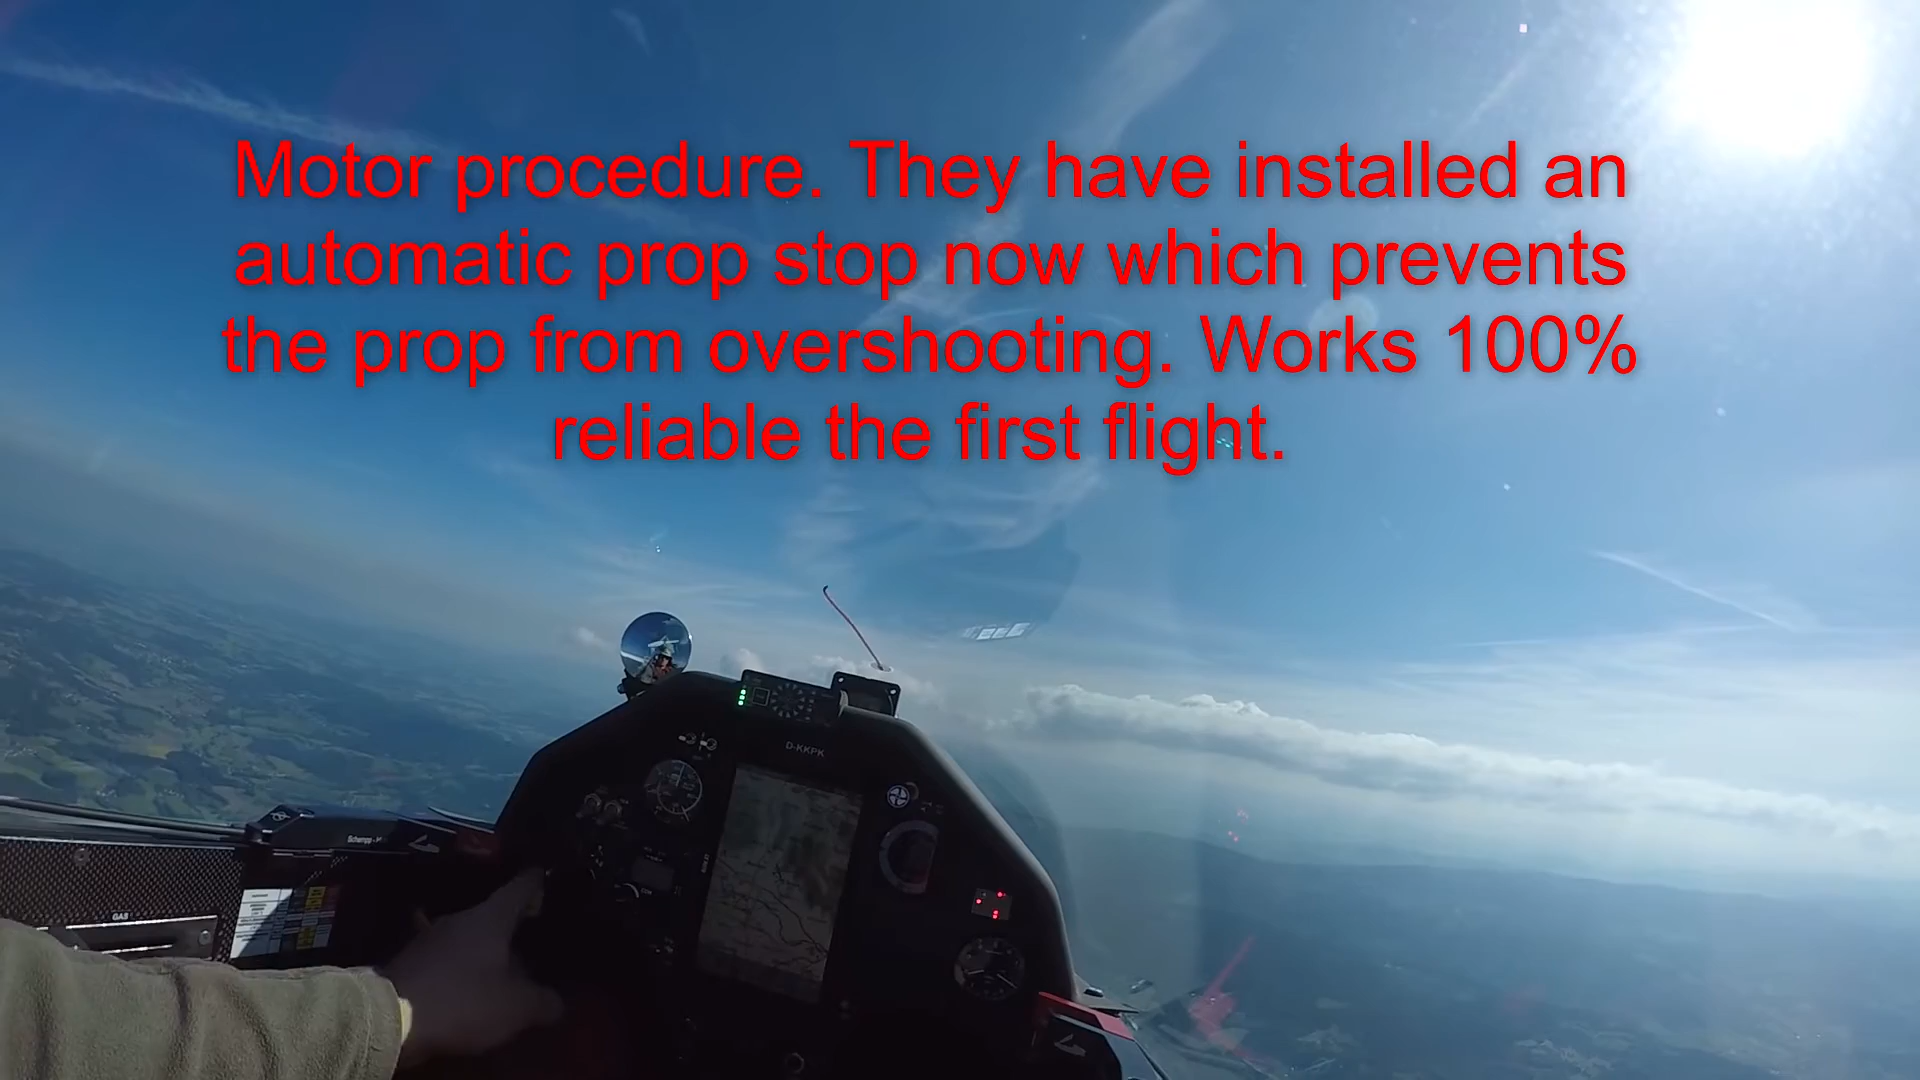 Motor procedure. They have installed an
automatic prop stop now which prevents
the prop from overshooting. Works 100%
reliable the first flight.
D-KKPK
GAS